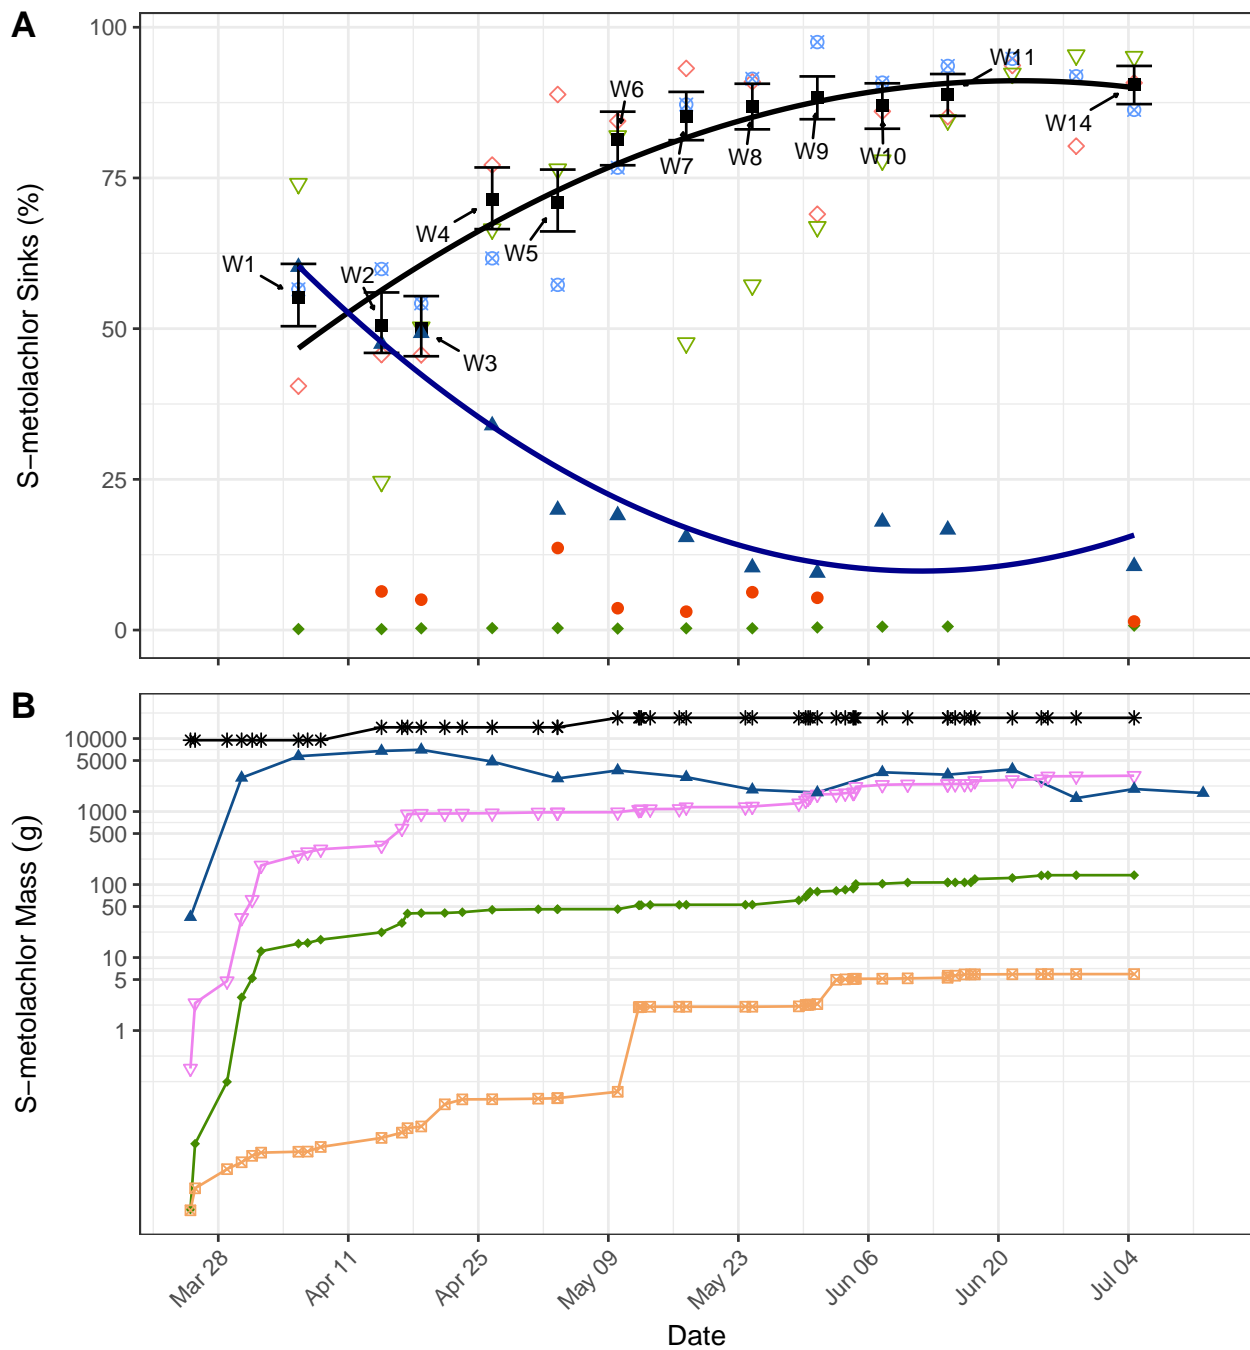 A
S−metolachlor Sinks (%)
100
75
50
25
0
W1
W2
W3
W4
W5
W6
W7
W8
W9
W10
W11
W14
B
S−metolachlor Mass (g)
10000
5000
1000
500
100
50
10
5
1
Mar 28
Apr 11
Apr 25
May 09
May 23
Jun 06
Jun 20
Jul 04
Date